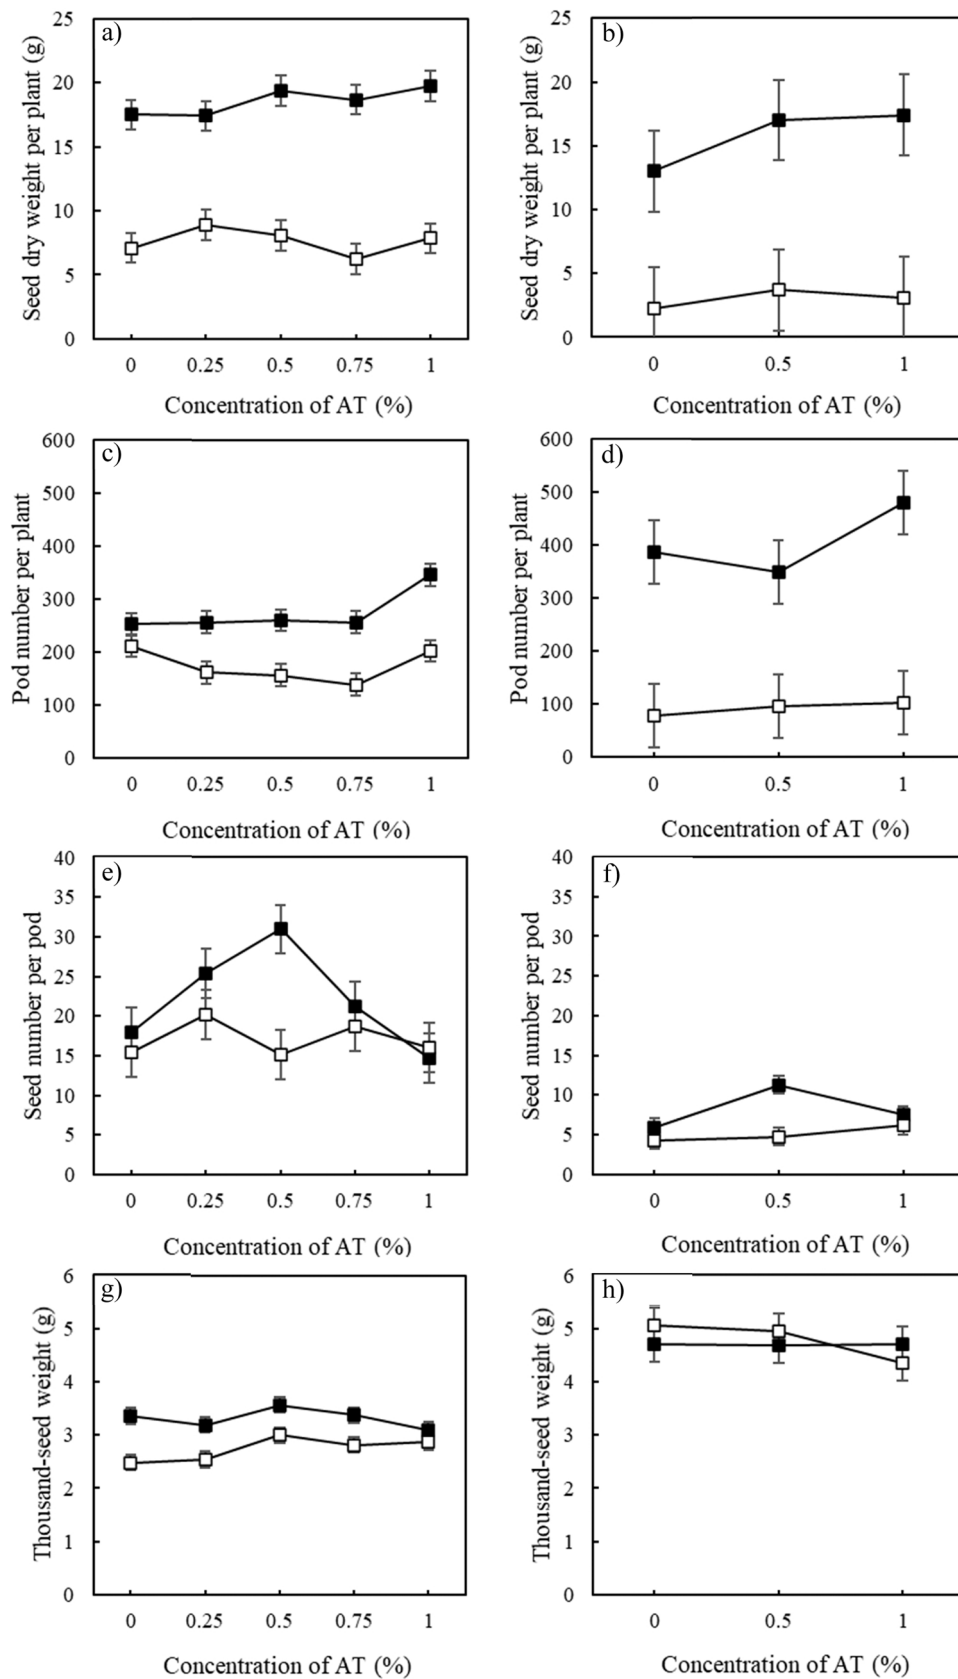 a)
Seed dry weight per plant (g)
25
20
15
10
5
0
0 0.25 0.5 0.75 1
Concentration of AT (%)
b)
Seed dry weight per plant (g)
25
20
15
10
5
0
0 0.5 1
Concentration of AT (%)
c)
Pod number per plant
600
500
400
300
200
100
0
0 0.25 0.5 0.75 1
Concentration of AT (%)
d)
Pod number per plant
600
500
400
300
200
100
0
0 0.5 1
Concentration of AT (%)
e)
Seed number per pod
40
35
30
25
20
15
10
5
0
0 0.25 0.5 0.75 1
Concentration of AT (%)
f)
Seed number per pod
40
35
30
25
20
15
10
5
0
0 0.5 1
Concentration of AT (%)
g)
Thousand-seed weight (g)
6
5
4
3
2
1
0
0 0.25 0.5 0.75 1
Concentration of AT (%)
h)
Thousand-seed weight (g)
6
5
4
3
2
1
0
0 0.5 1
Concentration of AT (%)